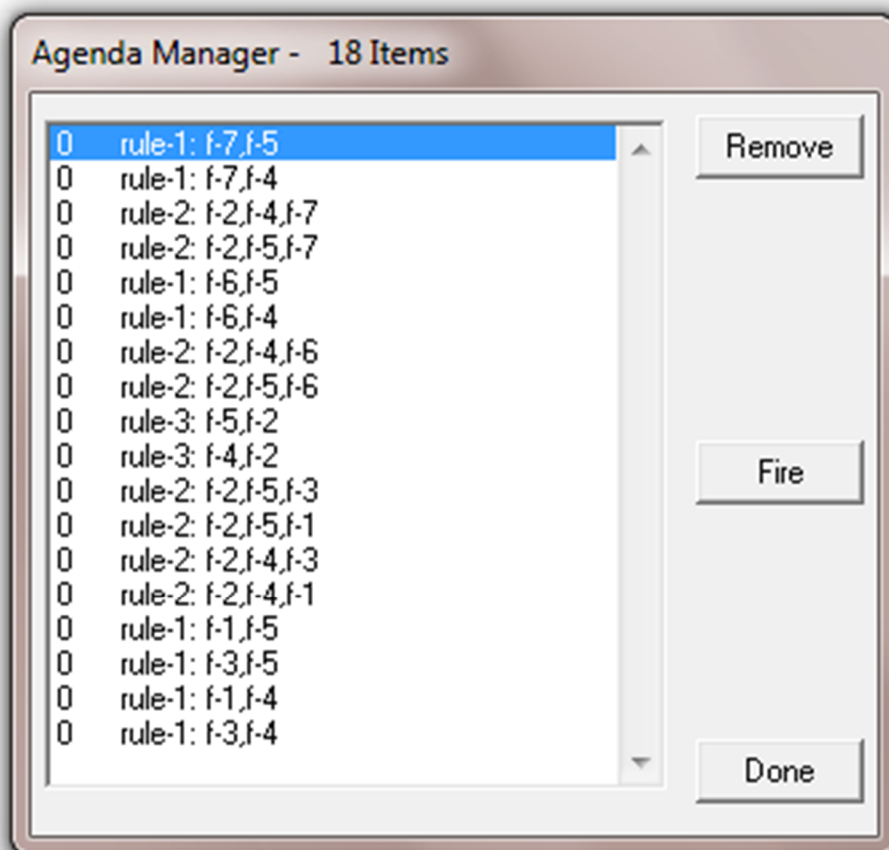 Agenda Manager -   18 Items
0 rule-1: f-7,f-5
0 rule-1: f-7,f-4
0 rule-2: f-2,f-4,f-7
0 rule-2: f-2,f-5,f-7
0 rule-1: f-6,f-5
0 rule-1: f-6,f-4
0 rule-2: f-2,f-4,f-6
0 rule-2: f-2,f-5,f-6
0 rule-3: f-5,f-2
0 rule-3: f-4,f-2
0 rule-2: f-2,f-5,f-3
0 rule-2: f-2,f-5,f-1
0 rule-2: f-2,f-4,f-3
0 rule-2: f-2,f-4,f-1
0 rule-1: f-1,f-5
0 rule-1: f-3,f-5
0 rule-1: f-1,f-4
0 rule-1: f-3,f-4
Remove
Fire
Done